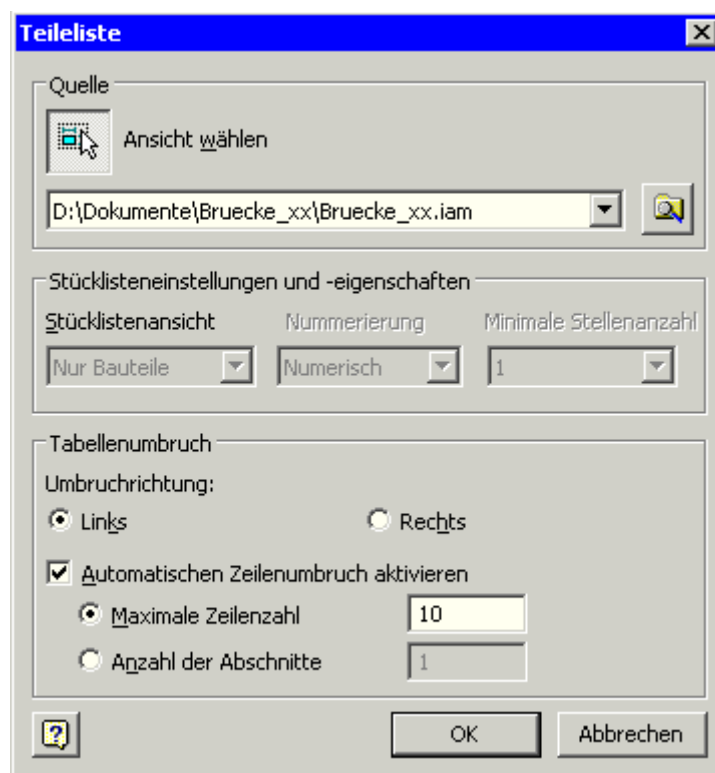 Teileliste
Quelle
Ansicht wählen
D:\Dokumente\Bruecke_xx\Bruecke_xx.iam
Stücklisteneinstellungen und -eigenschaften
Stücklistenansicht Nummerierung Minimale Stellenanzahl
Nur Bauteile Numerisch 1
Tabellenumbruch
Umbruchrichtung:
Links Rechts
Automatischen Zeilenumbruch aktivieren
Maximale Zeilenzahl 10
Anzahl der Abschnitte 1
? OK Abbrechen